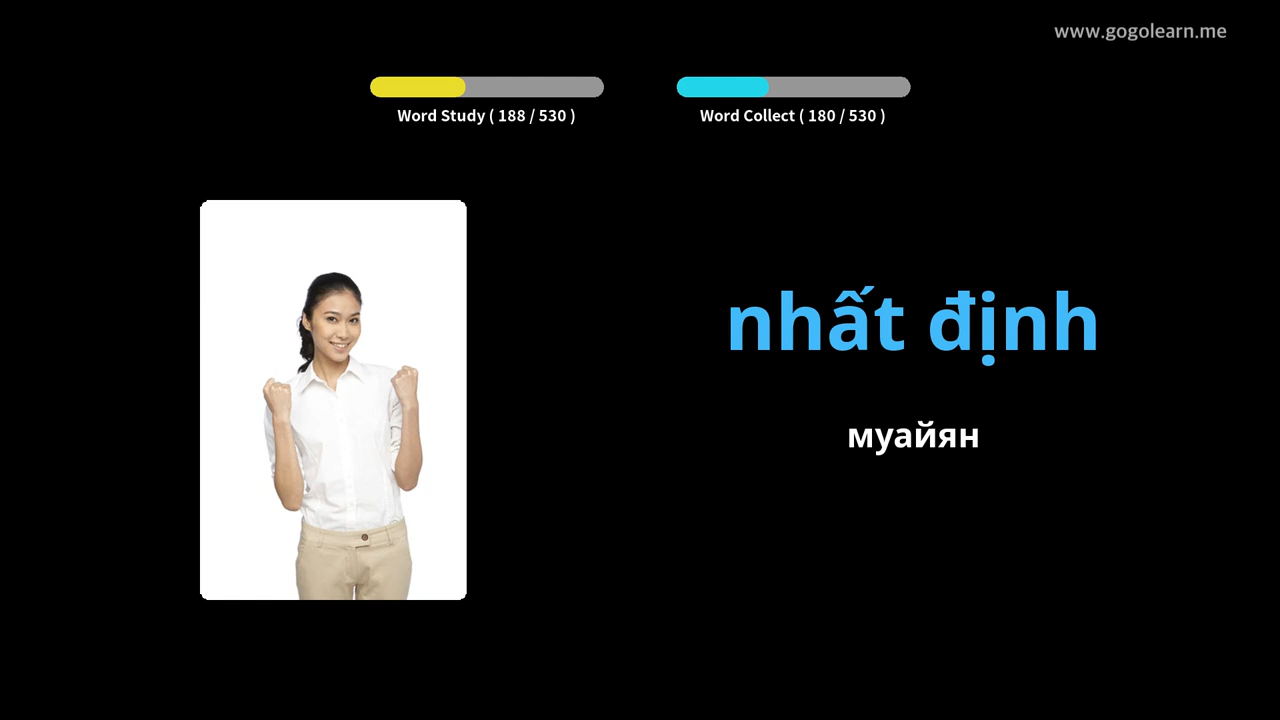 www.gogolearn.me
Word Study ( 188 / 530 )
Word Collect ( 180 / 530 )
nhất định
муайян